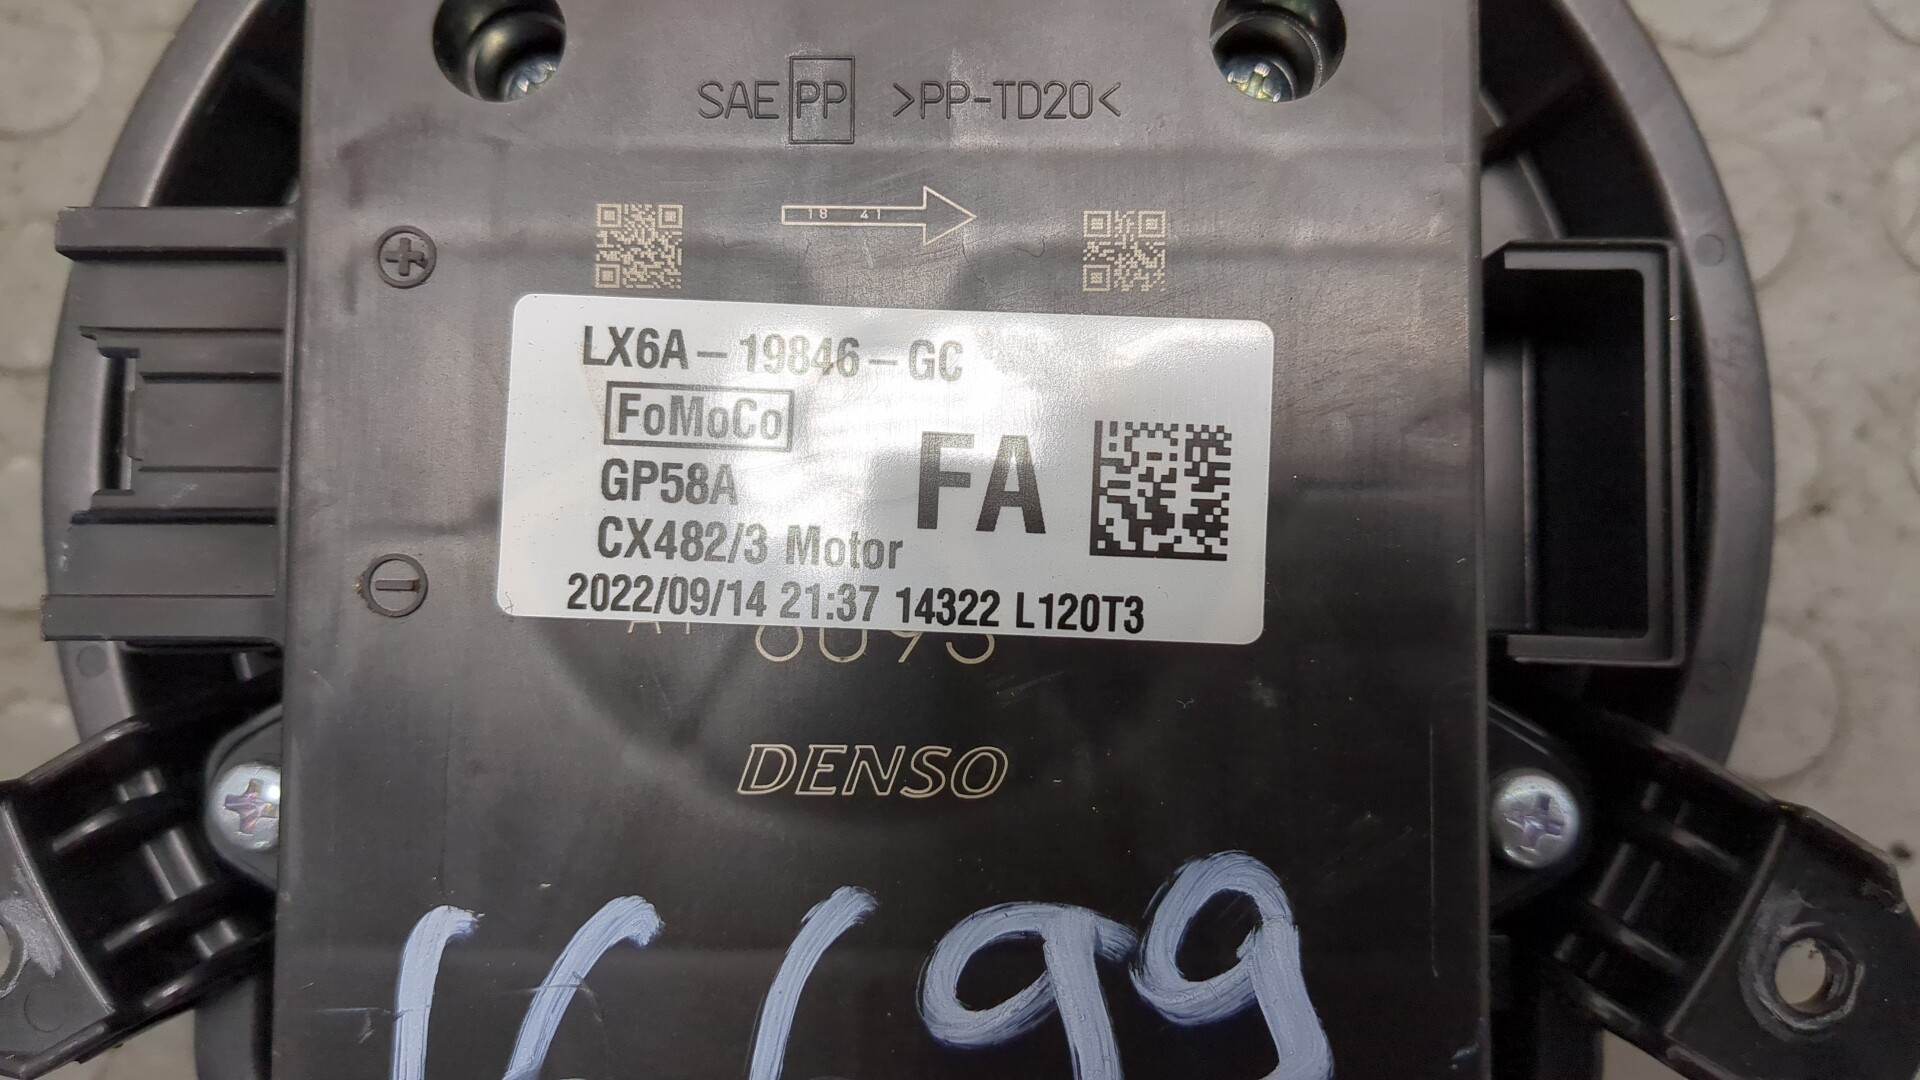 SAE PP >PP-TD20<
18 41
LX6A-19846-GC
FoMoCo
GP58A
FA
CX482/3 Motor
2022/09/14 21:37 14322 L120T3
DENSO